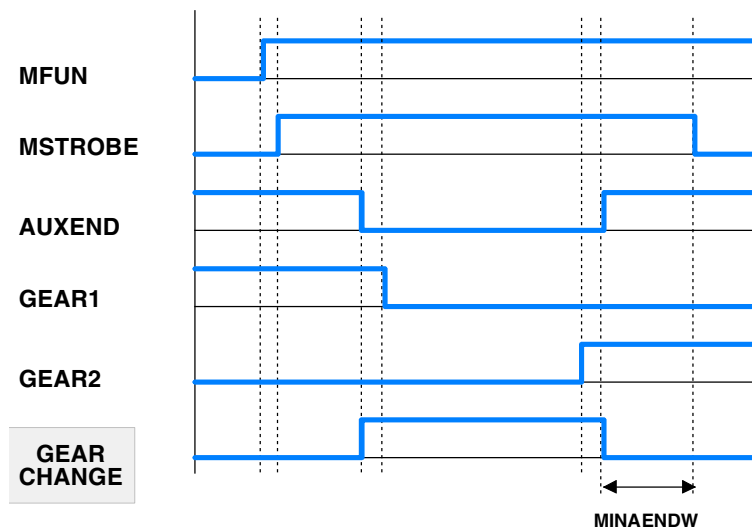 MFUN
MSTROBE
AUXEND
GEAR1
GEAR2
GEAR
CHANGE
MINAENDW